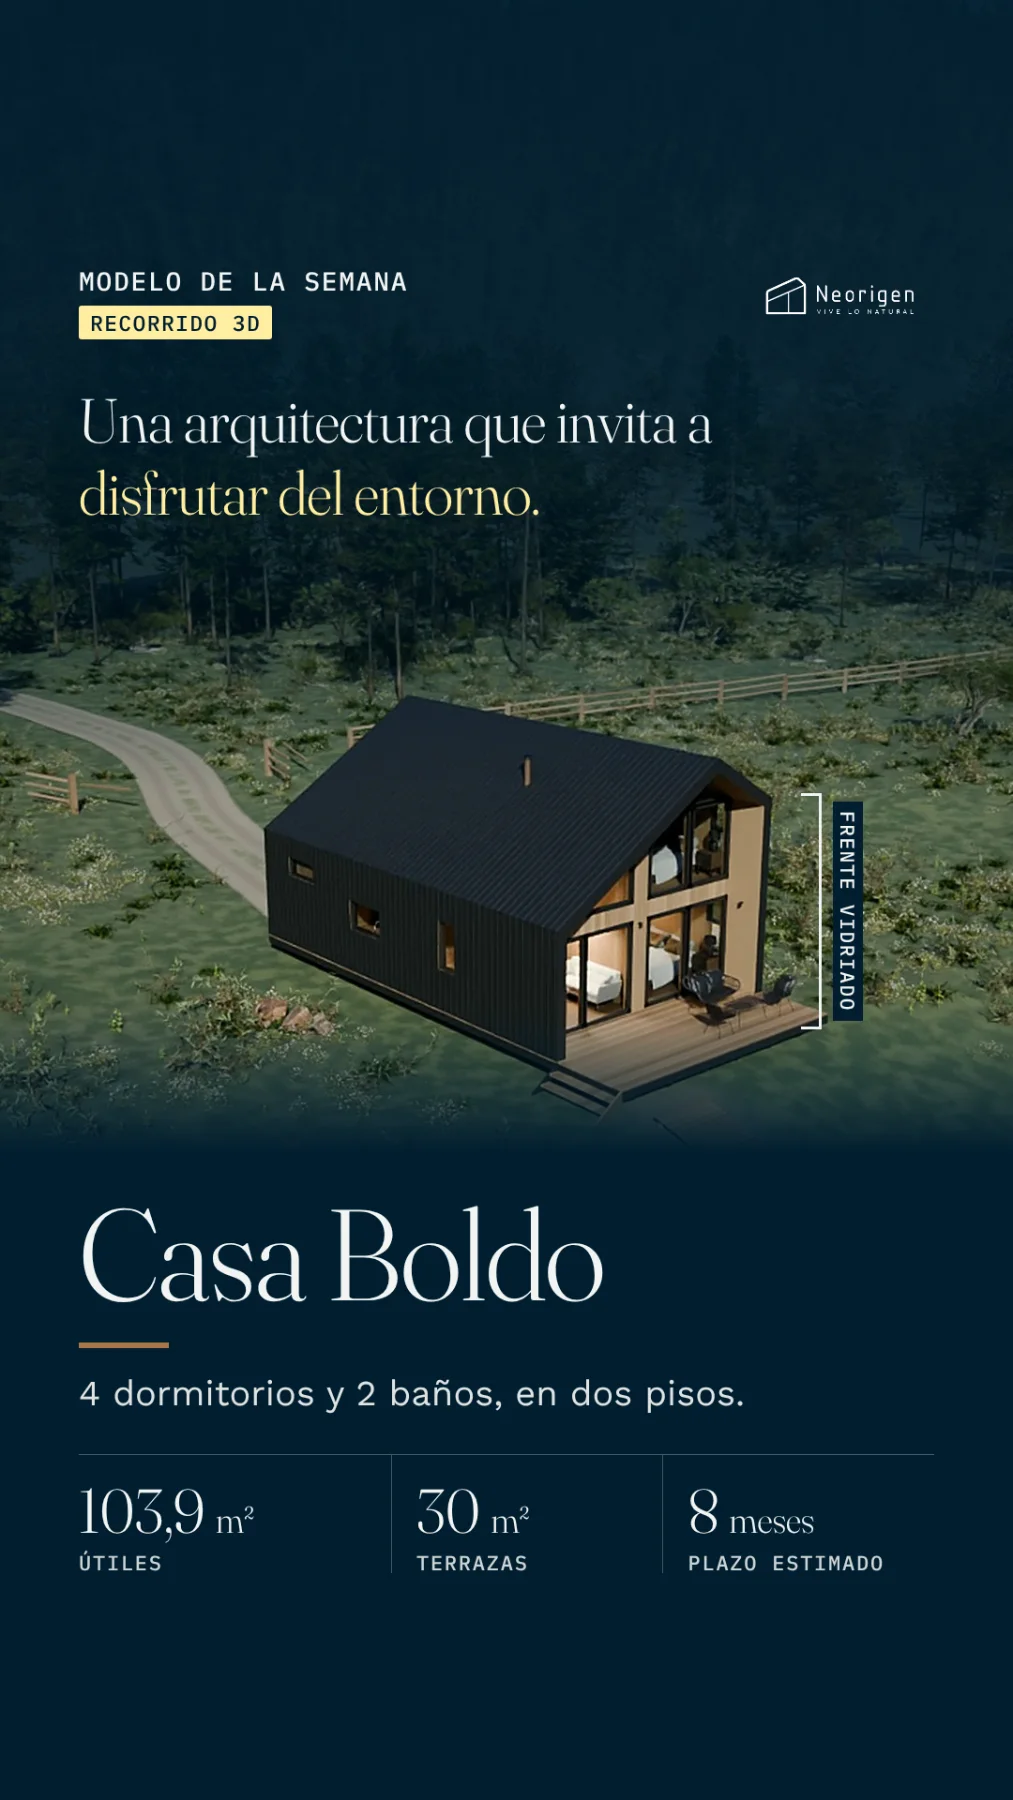 MODELO DE LA SEMANA
RECORRIDO 3D
Neorigen
VIVE LO NATURAL
Una arquitectura que invita a
disfrutar del entorno.
FRENTE VIDRIADO
Casa Boldo
4 dormitorios y 2 baños, en dos pisos.
103,9 m²
ÚTILES
30 m²
TERRAZAS
8 meses
PLAZO ESTIMADO